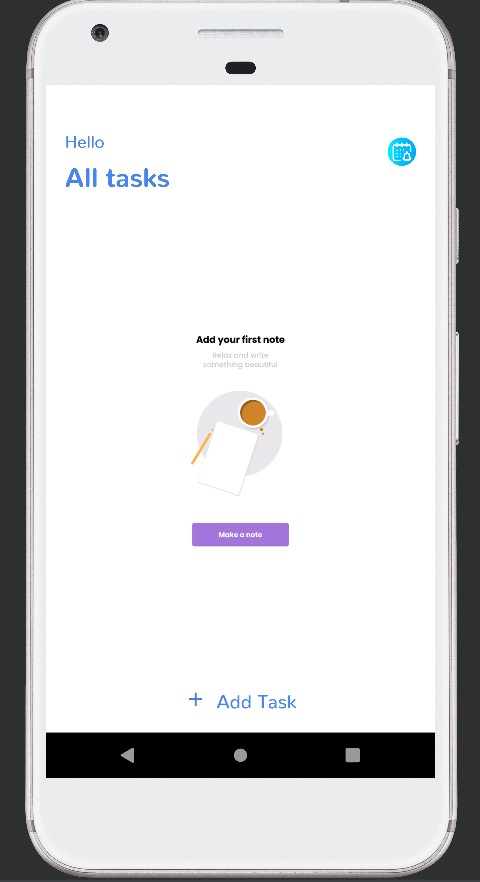 Hello
All tasks
Add your first note
Relax and write
something beautiful
Make a note
+ Add Task